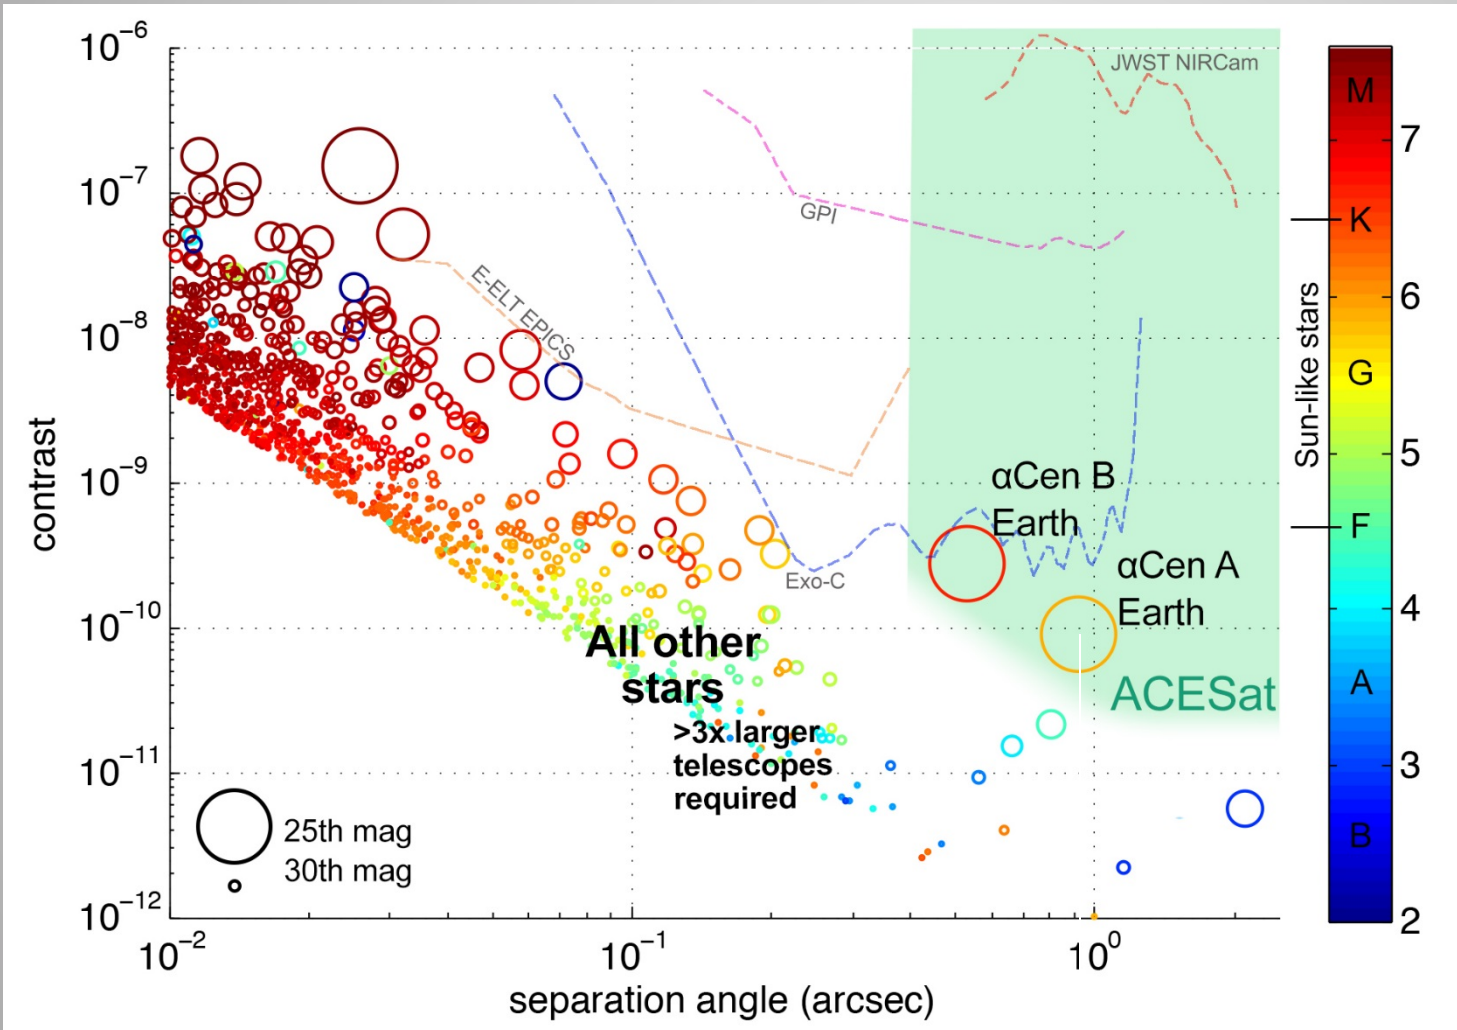 10⁻⁶
10⁻⁷
10⁻⁸
10⁻⁹
10⁻¹⁰
10⁻¹¹
10⁻¹²
contrast
10⁻²
10⁻¹
10⁰
separation angle (arcsec)
JWST NIRCam
GPI
E-ELT EPICS
Exo-C
αCen B
Earth
αCen A
Earth
ACESat
All other
stars
>3x larger
telescopes
required
25th mag
30th mag
Sun-like stars
M
K
G
F
A
B
7
6
5
4
3
2